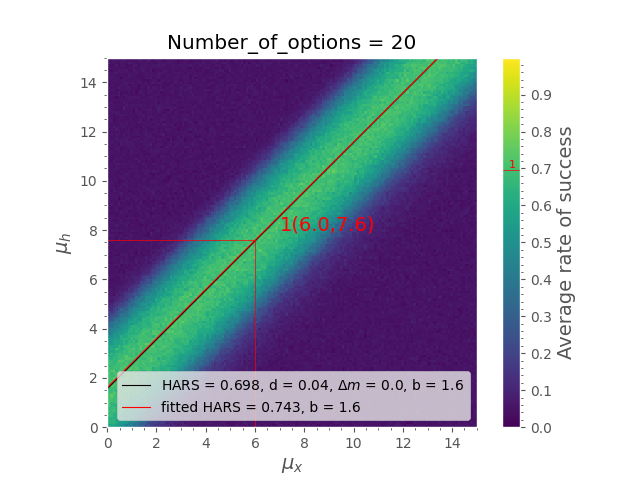 Number_of_options = 20
14
12
10
8
6
4
2
0
μh
1(6.0,7.6)
HARS = 0.698, d = 0.04, Δm = 0.0, b = 1.6
fitted HARS = 0.743, b = 1.6
0 2 4 6 8 10 12 14
μx
0.9
0.8
1
0.7
0.6
0.5
0.4
0.3
0.2
0.1
0.0
Average rate of success